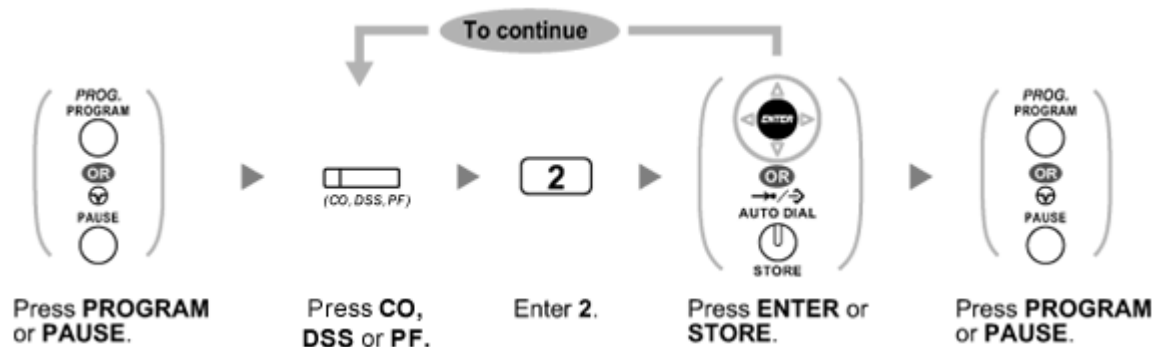 To continue
PROG.
PROGRAM
OR
PAUSE
(CO, DSS, PF)
2
ENTER
OR
AUTO DIAL
STORE
PROG.
PROGRAM
OR
PAUSE
Press PROGRAM
or PAUSE.
Press CO,
DSS or PF.
Enter 2.
Press ENTER or
STORE.
Press PROGRAM
or PAUSE.